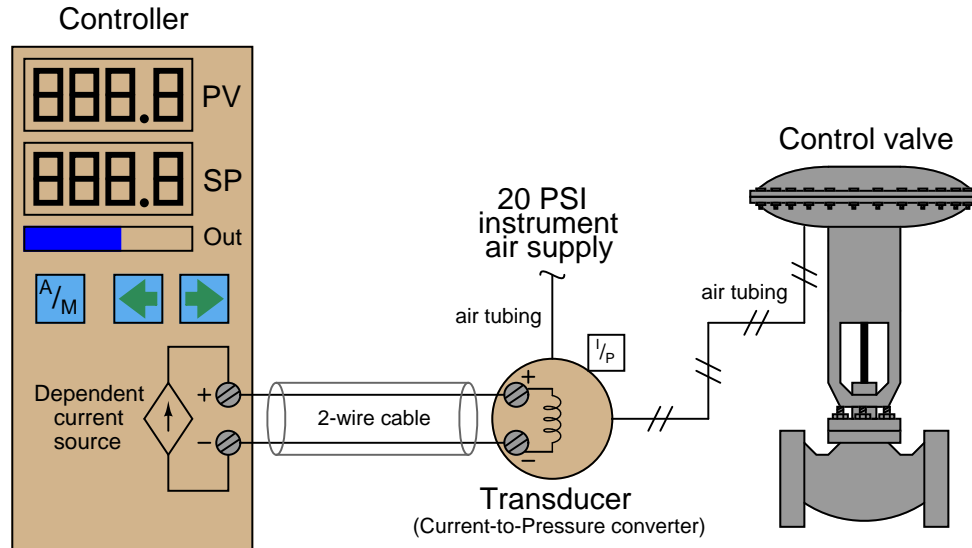 Controller
888.8 PV
888.8 SP
Out
A/M
Dependent
current
source
+
−
2-wire cable
20 PSI
instrument
air supply
air tubing
I/P
+
−
Transducer
(Current-to-Pressure converter)
air tubing
Control valve